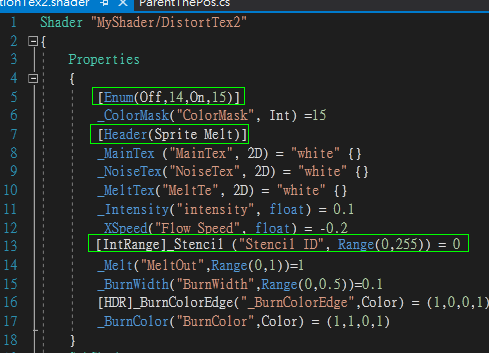 ionTex2.shader ParentThePos.cs
1 Shader "MyShader/DistortTex2"
2 {
3 Properties
4 {
5 [Enum(Off,14,On,15)]
6 _ColorMask("ColorMask", Int) =15
7 [Header(Sprite Melt)]
8 _MainTex ("MainTex", 2D) = "white" {}
9 _NoiseTex("NoiseTex", 2D) = "white" {}
10 _MeltTex("MeltTe", 2D) = "white" {}
11 _Intensity("intensity", float) = 0.1
12 _XSpeed("Flow Speed", float) = -0.2
13 [IntRange]_Stencil ("Stencil ID", Range(0,255)) = 0
14 _Melt("MeltOut",Range(0,1))=1
15 _BurnWidth("BurnWidth",Range(0,0.5))=0.1
16 [HDR]_BurnColorEdge("_BurnColorEdge",Color) = (1,0,0,1)
17 _BurnColor("BurnColor",Color) = (1,1,0,1)
18 }